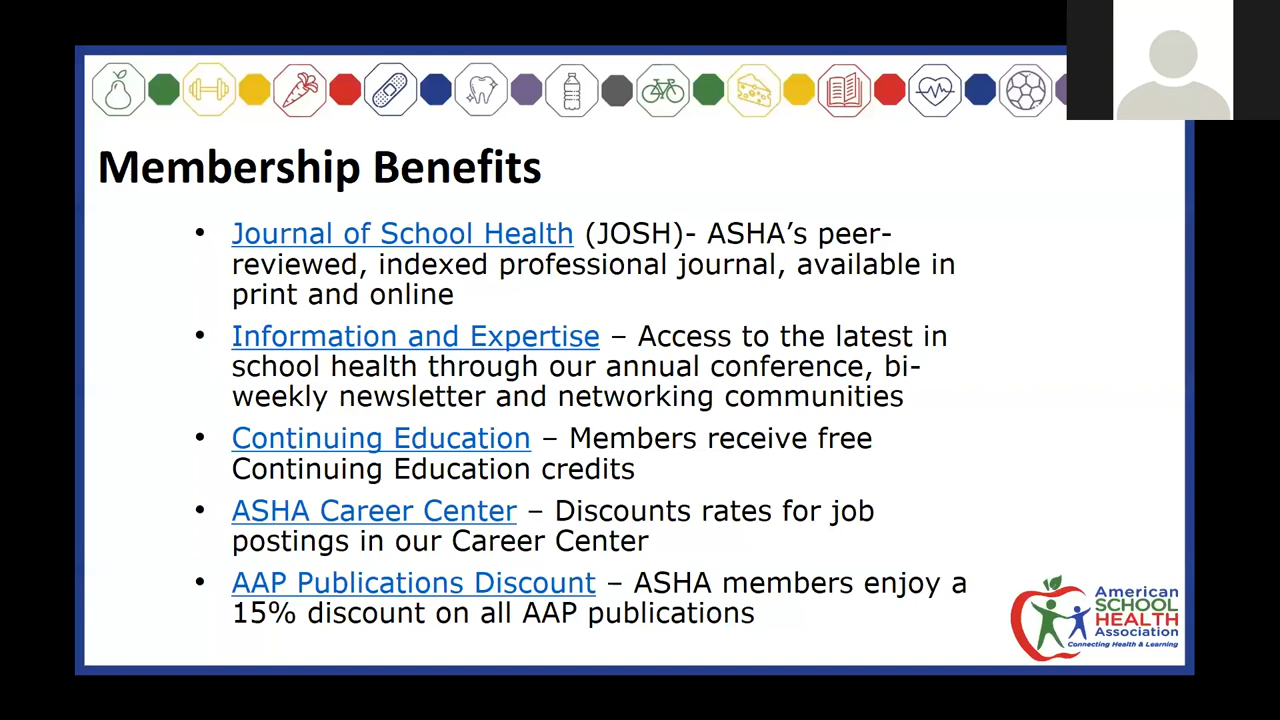 Membership Benefits
• Journal of School Health (JOSH)- ASHA’s peer-
reviewed, indexed professional journal, available in
print and online
• Information and Expertise – Access to the latest in
school health through our annual conference, bi-
weekly newsletter and networking communities
• Continuing Education – Members receive free
Continuing Education credits
• ASHA Career Center – Discounts rates for job
postings in our Career Center
• AAP Publications Discount – ASHA members enjoy a
15% discount on all AAP publications
American
SCHOOL
HEALTH
Association
Connecting Health & Learning